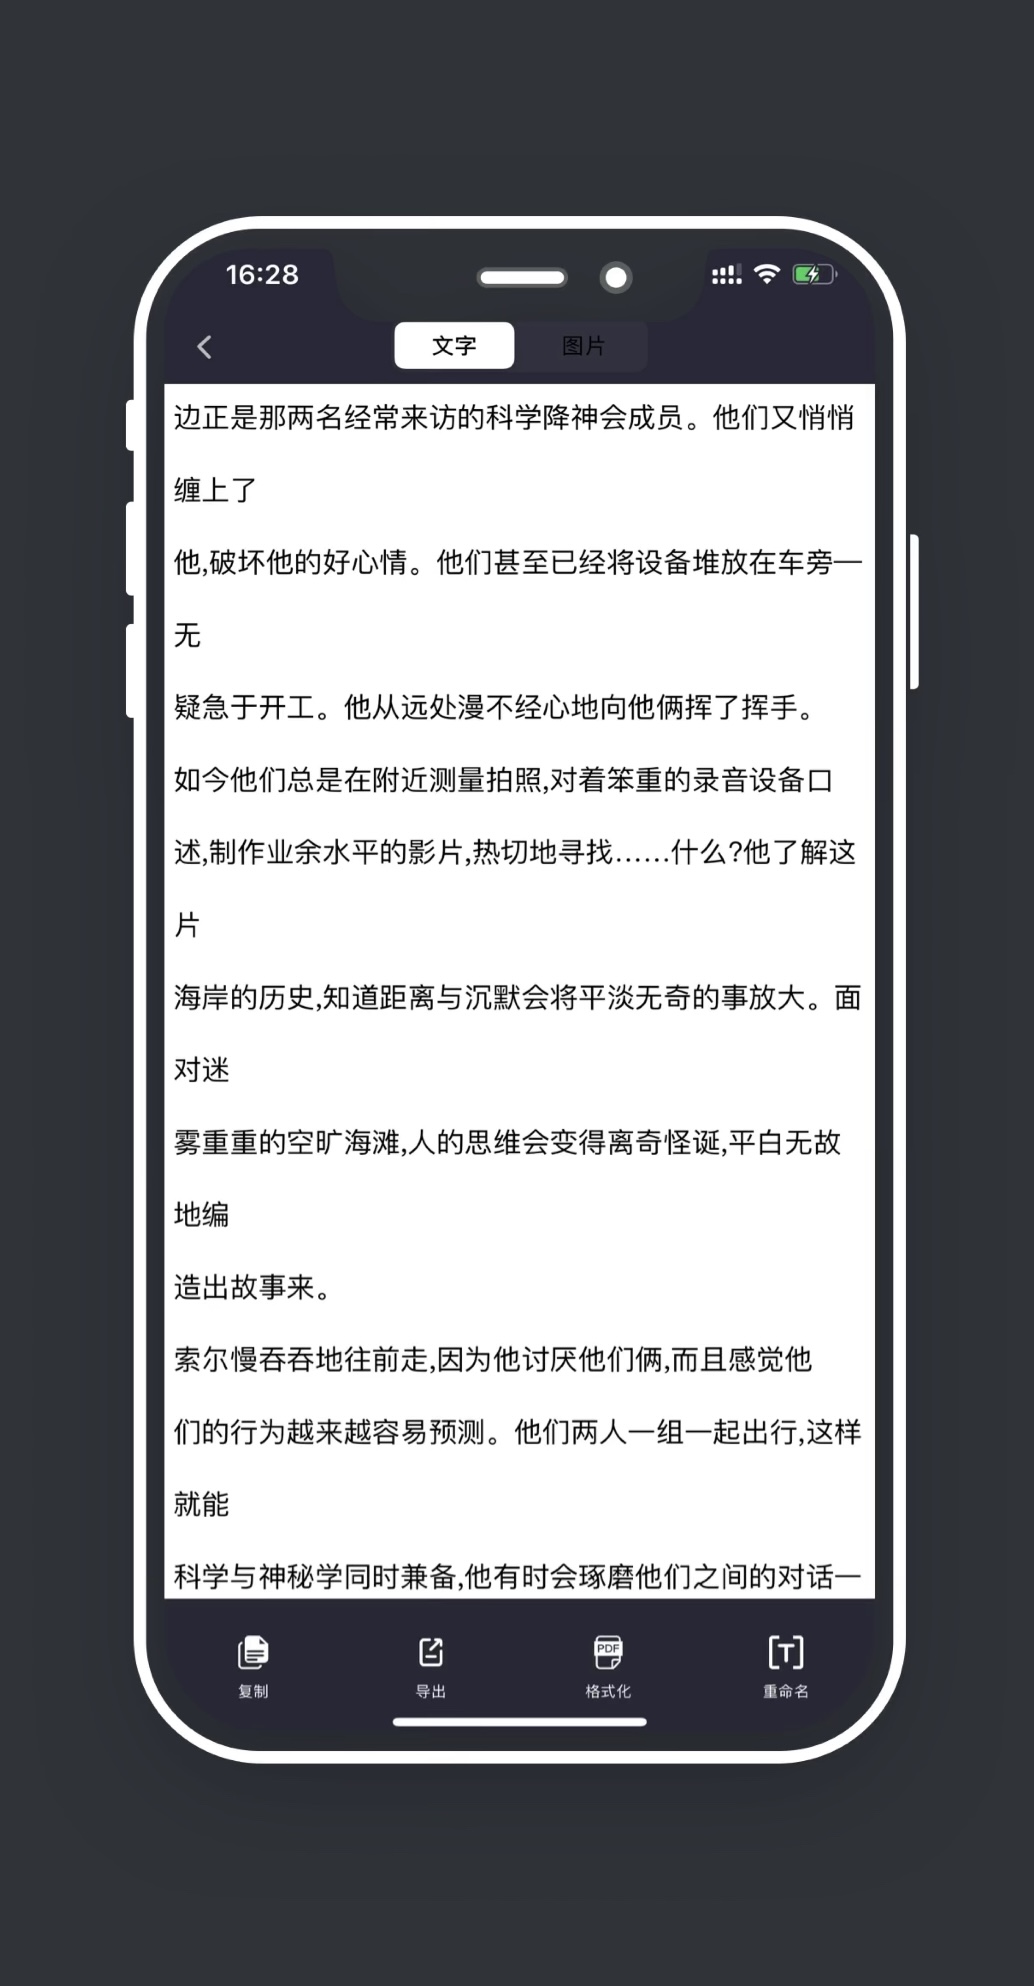 16:28
文字 图片
边正是那两名经常来访的科学降神会成员。他们又悄悄
缠上了
他,破坏他的好心情。他们甚至已经将设备堆放在车旁—
无
疑急于开工。他从远处漫不经心地向他俩挥了挥手。
如今他们总是在附近测量拍照,对着笨重的录音设备口
述,制作业余水平的影片,热切地寻找……什么?他了解这
片
海岸的历史,知道距离与沉默会将平淡无奇的事放大。面
对迷
雾重重的空旷海滩,人的思维会变得离奇怪诞,平白无故
地编
造出故事来。
索尔慢吞吞地往前走,因为他讨厌他们俩,而且感觉他
们的行为越来越容易预测。他们两人一组一起出行,这样
就能
科学与神秘学同时兼备,他有时会琢磨他们之间的对话—
PDF
复制 导出 格式化 重命名